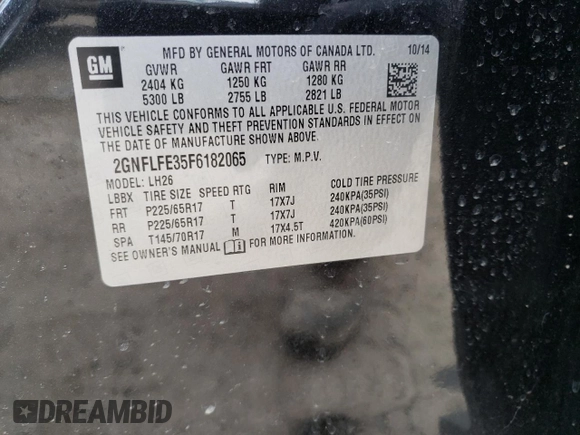 GM
MFD BY GENERAL MOTORS OF CANADA LTD. 10/14
GVWR GAWR FRT GAWR RR
2404 KG 1250 KG 1280 KG
5300 LB 2755 LB 2821 LB
THIS VEHICLE CONFORMS TO ALL APPLICABLE U.S. FEDERAL MOTOR
VEHICLE SAFETY AND THEFT PREVENTION STANDARDS IN EFFECT ON
THE DATE OF MANUFACTURE SHOWN ABOVE.
2GNFLFE35F6182065 TYPE: M.P.V.
MODEL: LH26
LBBX TIRE SIZE SPEED RTG RIM COLD TIRE PRESSURE
FRT P225/65R17 T 17X7J 240KPA(35PSI)
RR P225/65R17 T 17X7J 240KPA(35PSI)
SPA T145/70R17 M 17X4.5T 420KPA(60PSI)
SEE OWNER'S MANUAL FOR MORE INFORMATION.
DREAMBID